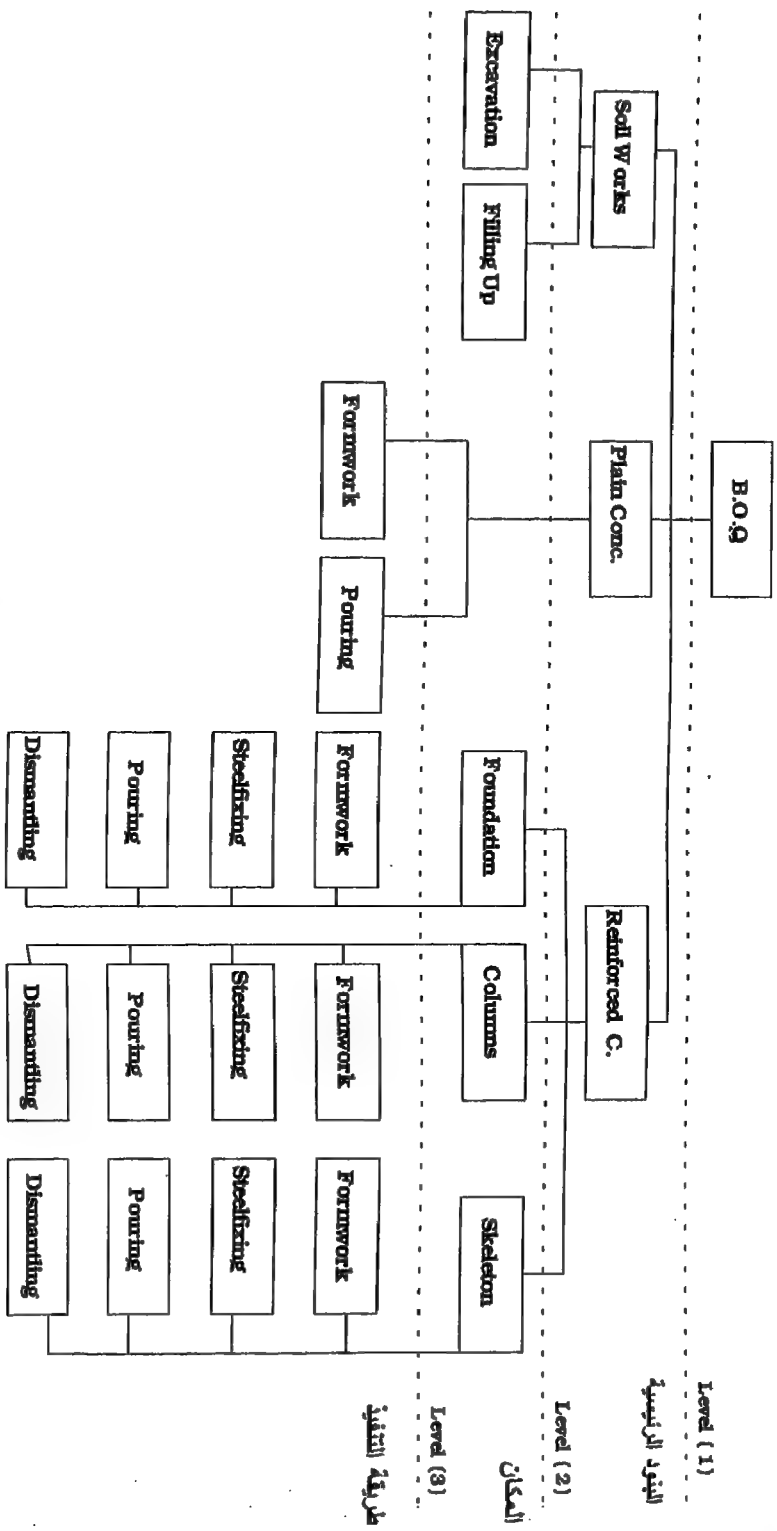 B.O.Q
Level (1)
البنود الرئيسية
Soil Works
Plain Conc.
Reinforced C.
Level (2)
المكان
Excavation
Filling Up
Foundation
Columns
Skeleton
Level (3)
طريقة التنفيذ
Formwork
Pouring
Formwork
Formwork
Formwork
Steelfixing
Steelfixing
Steelfixing
Pouring
Pouring
Pouring
Dismantling
Dismantling
Dismantling